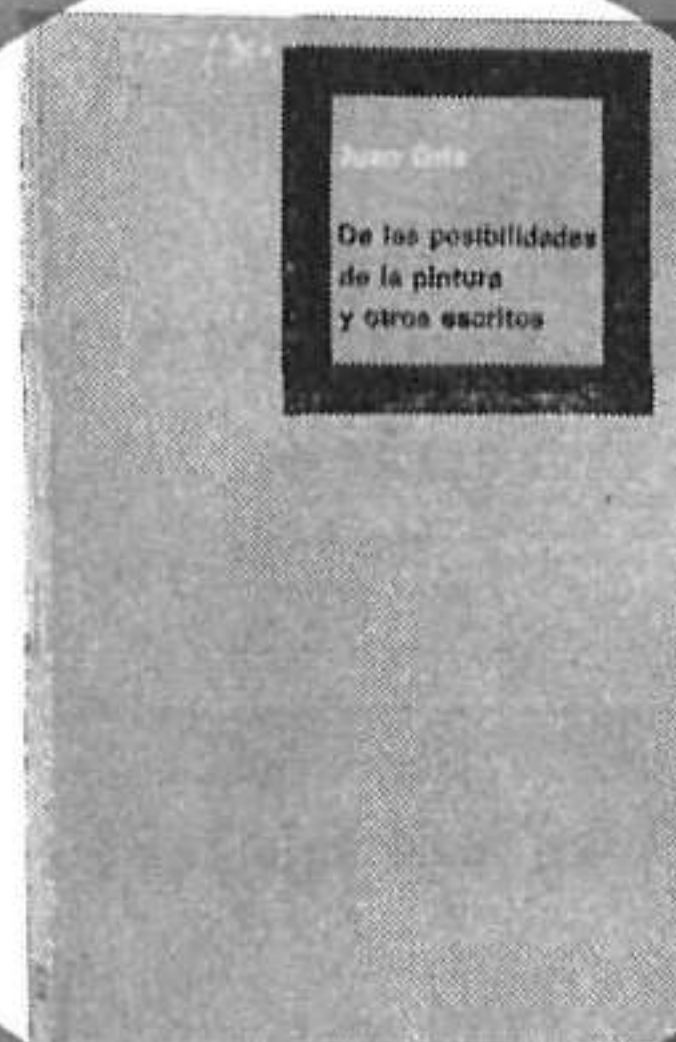 Juan Gris
De las posibilidades
de la pintura
y otros escritos